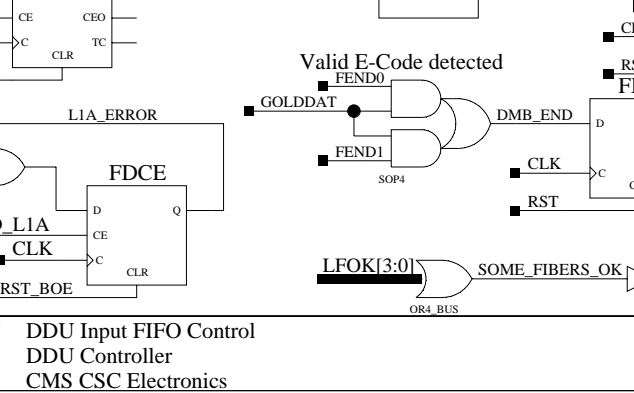 CE
CEO
C
TC
CLR
L1A_ERROR
FDCE
D
Q
CE
C
CLR
_L1A
CLK
RST_BOE
Valid E-Code detected
FEND0
GOLDDAT
FEND1
SOP4
DMB_END
D
CLK
C
RST
LFOK[3:0]
OR4_BUS
SOME_FIBERS_OK
DDU Input FIFO Control
DDU Controller
CMS CSC Electronics